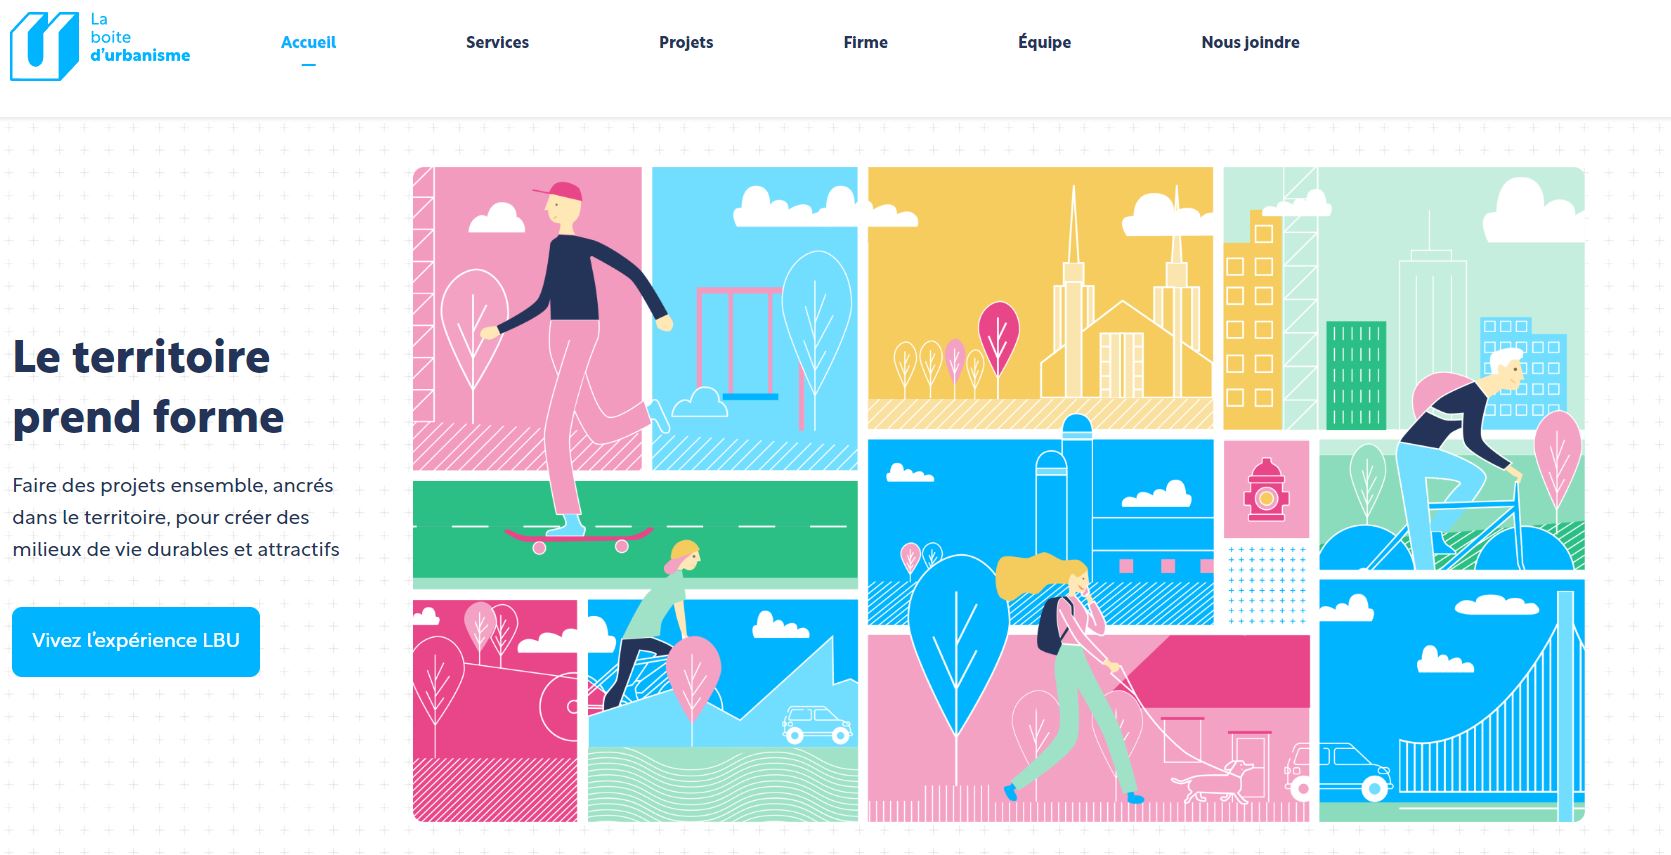 La
boite
d'urbanisme
Accueil
Services
Projets
Firme
Équipe
Nous joindre
Le territoire
prend forme
Faire des projets ensemble, ancrés
dans le territoire, pour créer des
milieux de vie durables et attractifs
Vivez l'expérience LBU